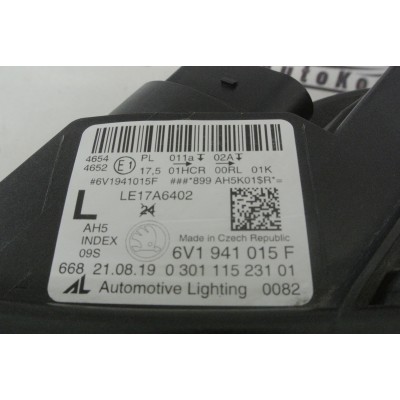 4654 PL 011a 02A
4652 E1 17,5 01HCR 00RL 01K
#6V1941015F ###*899 AH5K01$R*=
LE17A6402
L 24
AH5
INDEX
09S
Made in Czech Republic
6V1 941 015 F
668 21.08.19 0 301 115 231 01
AL Automotive Lighting 0082